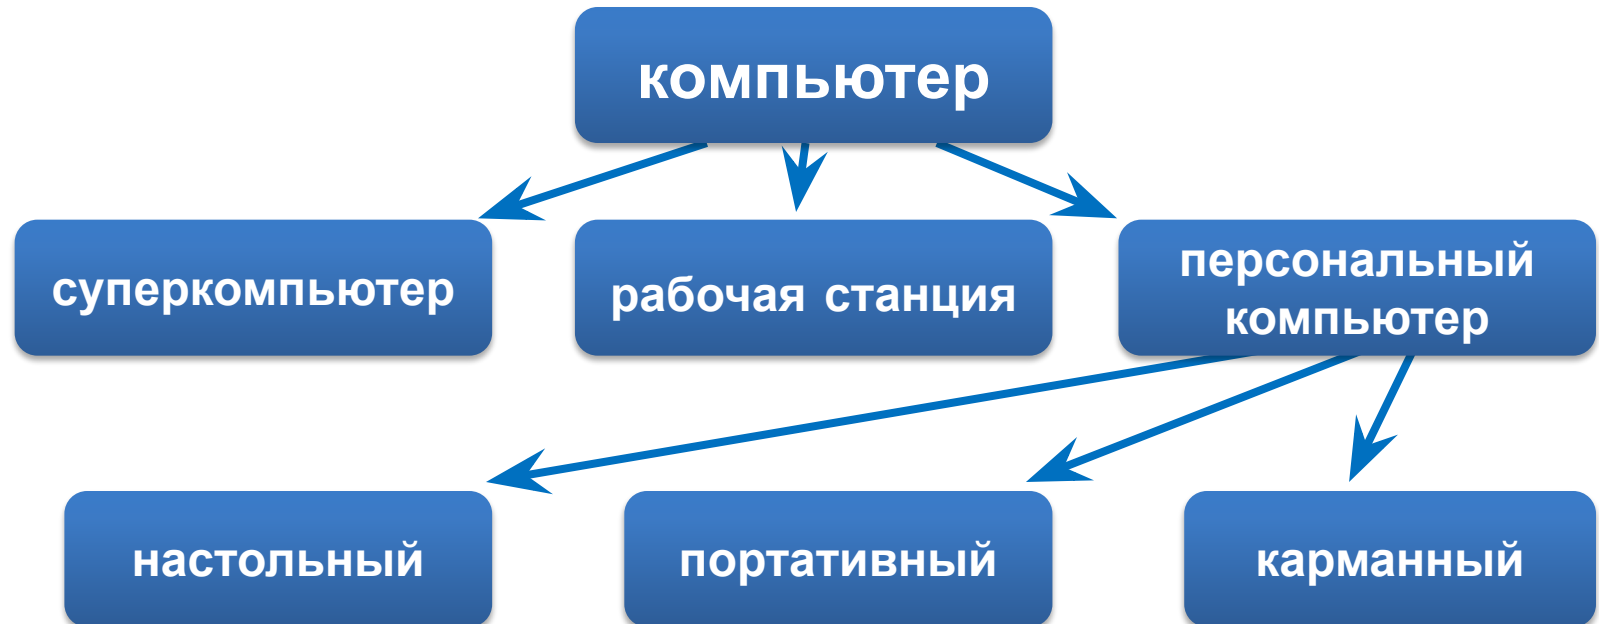 компьютер
суперкомпьютер
рабочая станция
персональный
компьютер
настольный
портативный
карманный